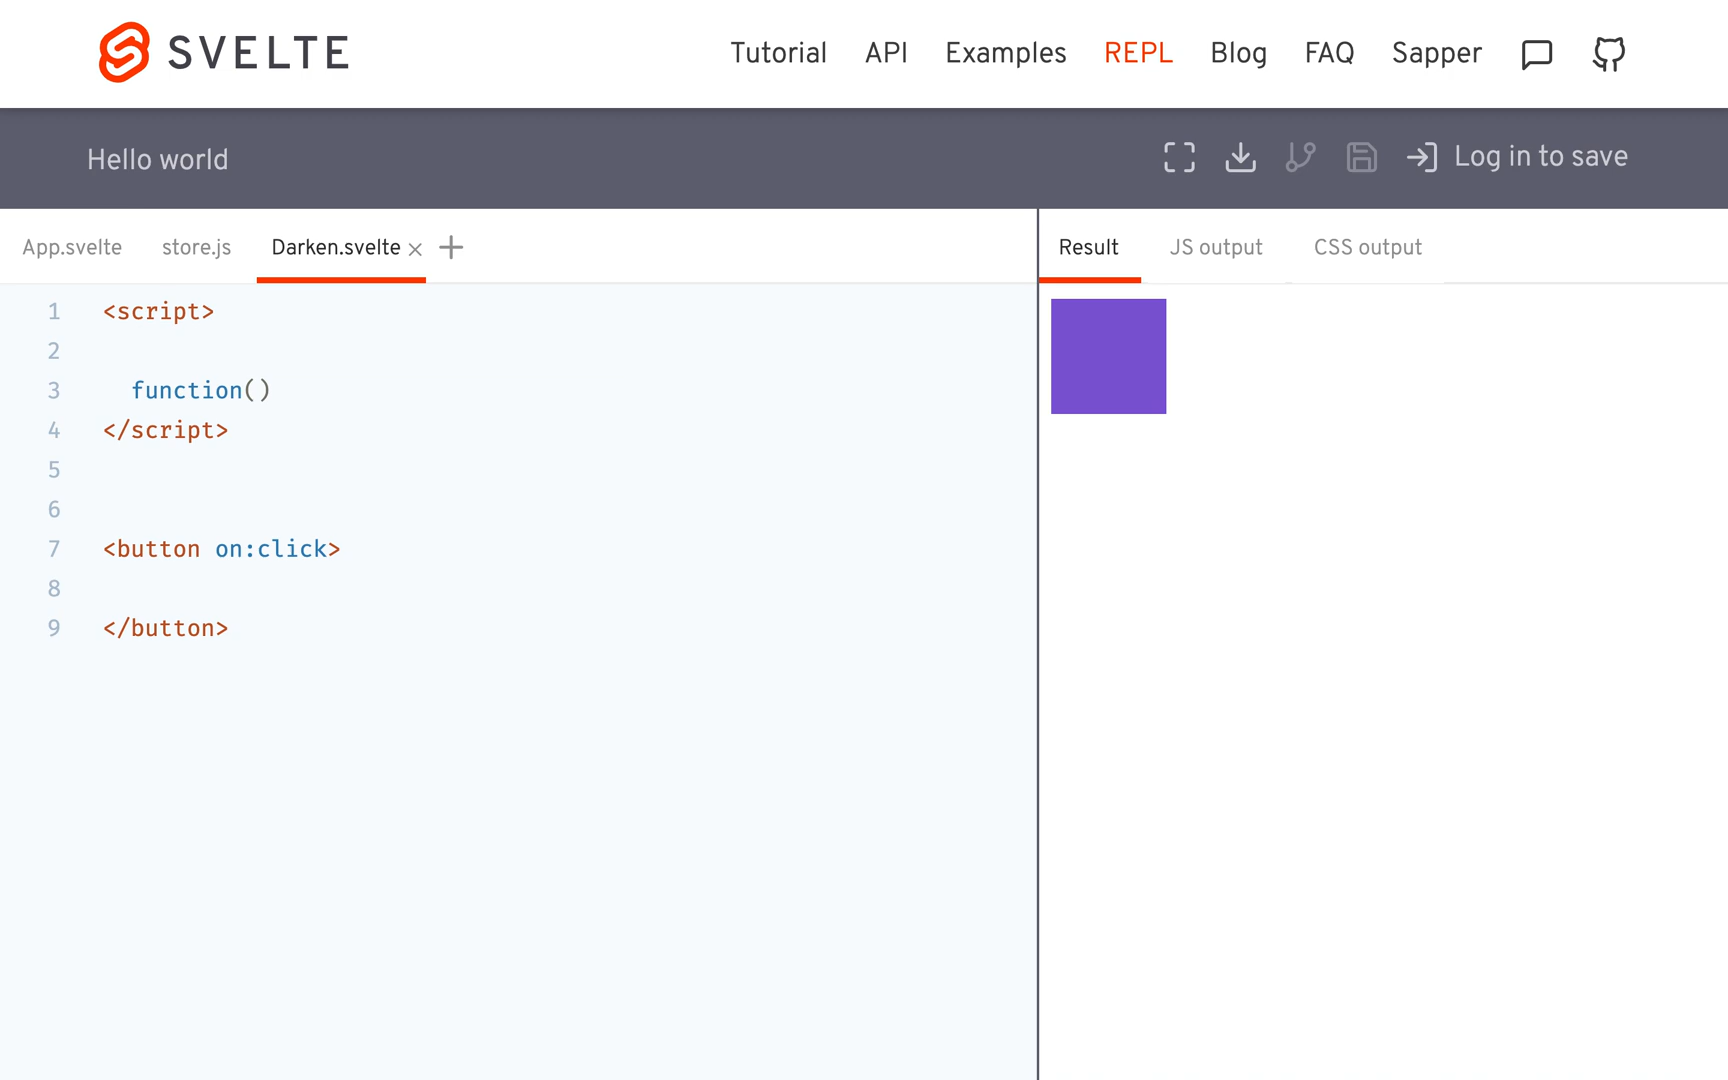 SVELTE
Tutorial API Examples REPL Blog FAQ Sapper
Hello world
Log in to save
App.svelte store.js Darken.svelte
Result JS output CSS output
1 <script>
2
3 function()
4 </script>
5
6
7 <button on:click>
8
9 </button>